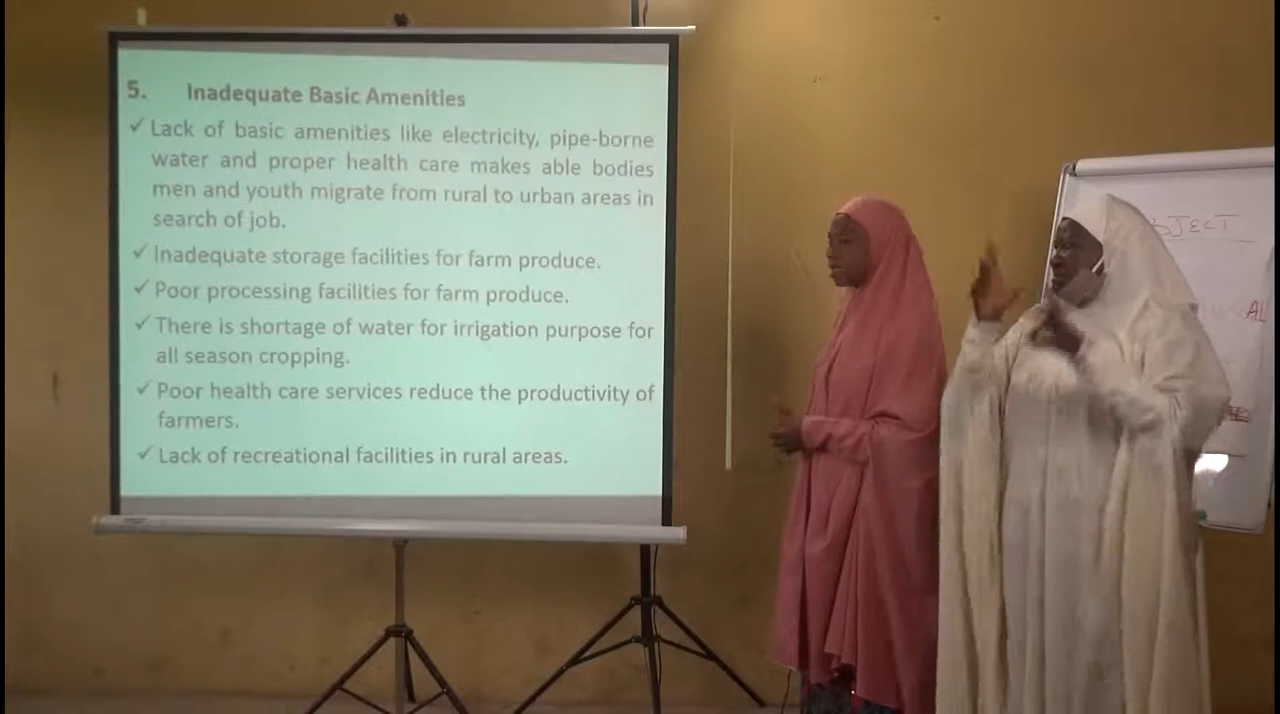 5. Inadequate Basic Amenities
✓ Lack of basic amenities like electricity, pipe-borne
water and proper health care makes able bodies
men and youth migrate from rural to urban areas in
search of job.
✓ Inadequate storage facilities for farm produce.
✓ Poor processing facilities for farm produce.
✓ There is shortage of water for irrigation purpose for
all season cropping.
✓ Poor health care services reduce the productivity of
farmers.
✓ Lack of recreational facilities in rural areas.